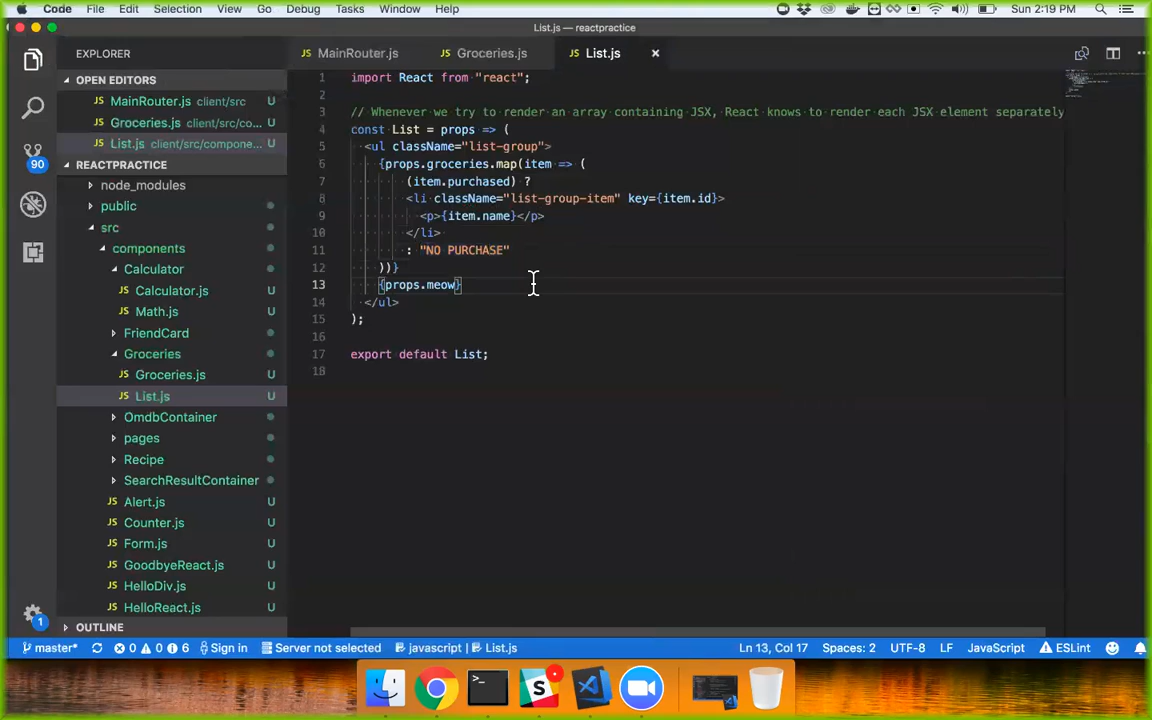 Code File Edit Selection View Go Debug Tasks Window Help Sun 2:19 PM
List.js — reactpractice
EXPLORER
MainRouter.js
Groceries.js
List.js
OPEN EDITORS
MainRouter.js client/src U
Groceries.js client/src/co... U
List.js client/src/compone... U
90
REACTPRACTICE
node_modules
public
src
components
Calculator
Calculator.js U
Math.js U
FriendCard
Groceries
Groceries.js U
List.js U
OmdbContainer
pages
Recipe
SearchResultContainer
Alert.js U
Counter.js U
Form.js U
GoodbyeReact.js U
HelloDiv.js U
HelloReact.js U
1
OUTLINE
1 import React from "react";
2
3 // Whenever we try to render an array containing JSX, React knows to render each JSX element separately
4 const List = props => (
5 <ul className="list-group">
6 {props.groceries.map(item => (
7 (item.purchased) ?
8 <li className="list-group-item" key={item.id}>
9 <p>{item.name}</p>
10 </li>
11 : "NO PURCHASE"
12 ))}
13 {props.meow}
14 </ul>
15 );
16
17 export default List;
18
master* 0 0 6 Sign in Server not selected javascript | List.js Ln 13, Col 17 Spaces: 2 UTF-8 LF JavaScript ESLint